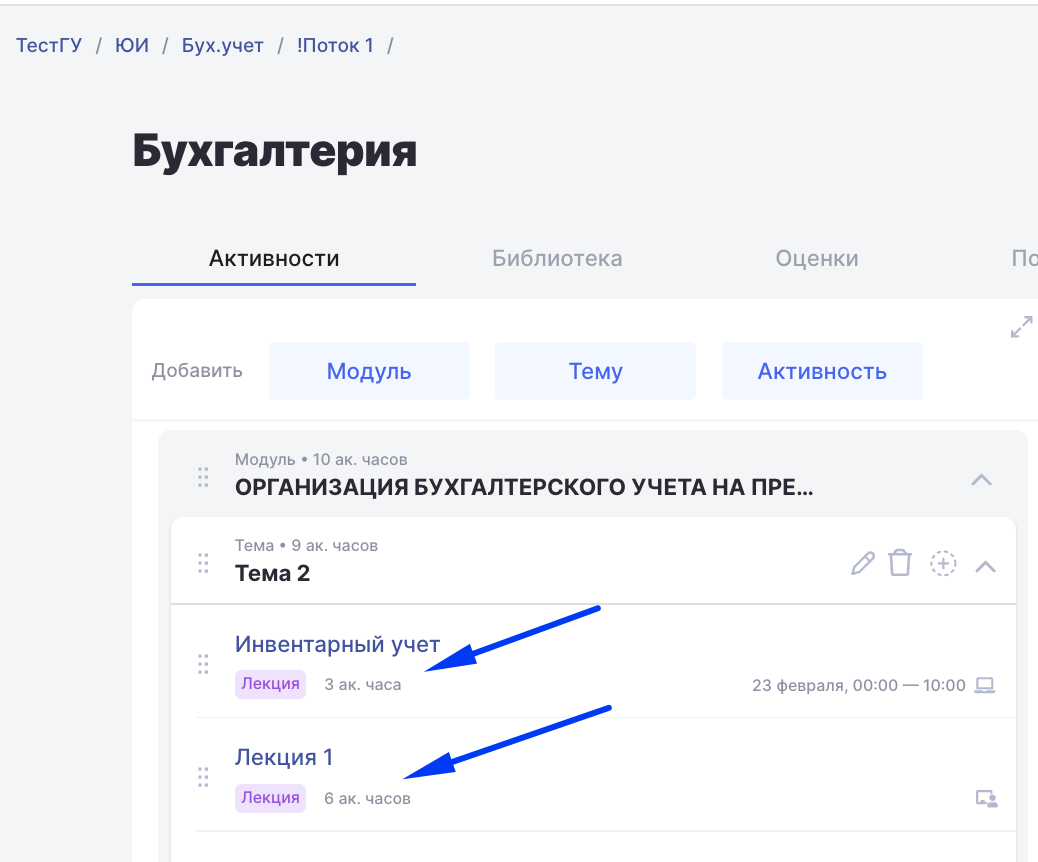 ТестГУ / ЮИ / Бух.учет / !Поток 1 /
Бухгалтерия
Активности Библиотека Оценки По
Добавить Модуль Тему Активность
Модуль • 10 ак. часов
ОРГАНИЗАЦИЯ БУХГАЛТЕРСКОГО УЧЕТА НА ПРЕ...
Тема • 9 ак. часов
Тема 2
Инвентарный учет
Лекция 3 ак. часа 23 февраля, 00:00 — 10:00
Лекция 1
Лекция 6 ак. часов